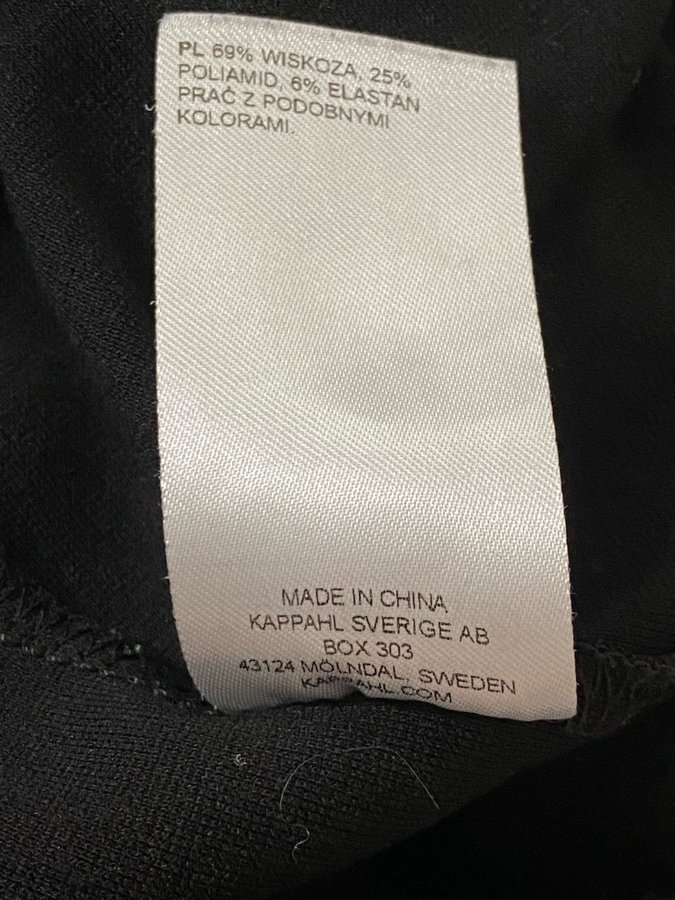 PL 69% WISKOZA, 25%
POLIAMID, 6% ELASTAN
PRAĆ Z PODOBNYMI
KOLORAMI.
MADE IN CHINA
KAPPAHL SVERIGE AB
BOX 303
43124 MÖLNDAL, SWEDEN
KAPPAHL.COM